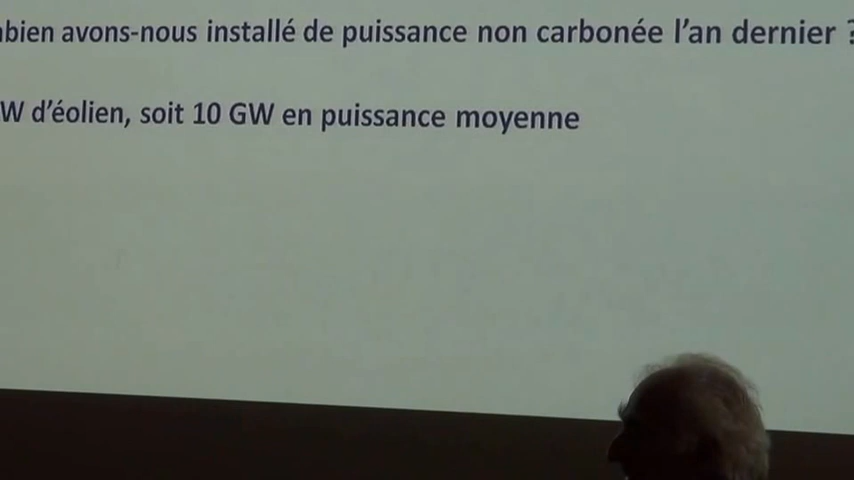 bien avons-nous installé de puissance non carbonée l'an dernier ?
W d'éolien, soit 10 GW en puissance moyenne